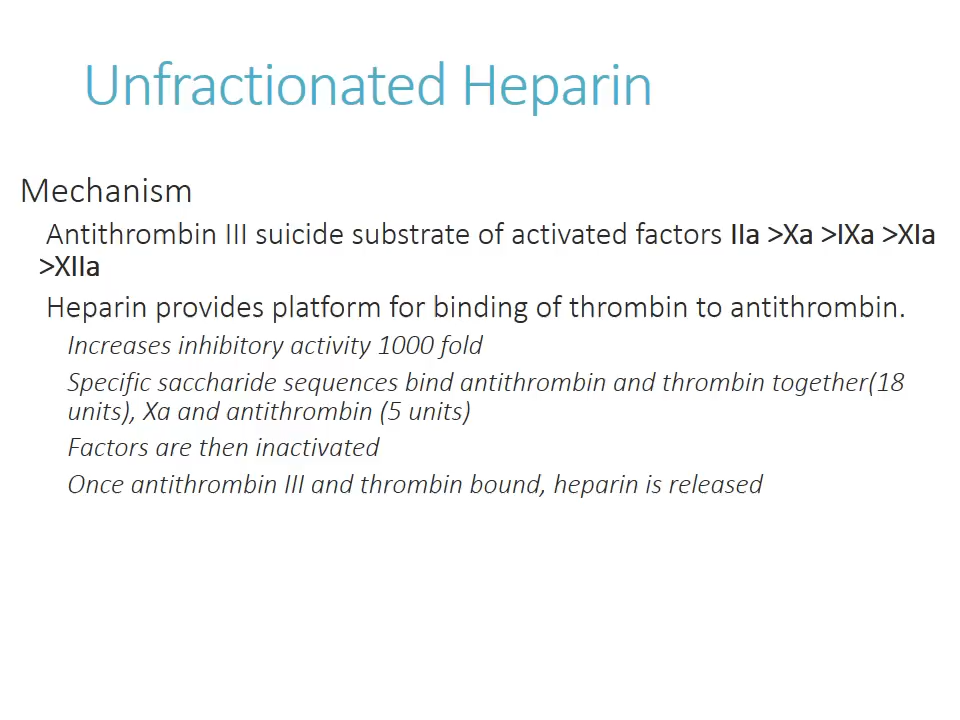 Unfractionated Heparin
Mechanism
Antithrombin III suicide substrate of activated factors IIa >Xa >IXa >XIa
>XIIa
Heparin provides platform for binding of thrombin to antithrombin.
Increases inhibitory activity 1000 fold
Specific saccharide sequences bind antithrombin and thrombin together(18
units), Xa and antithrombin (5 units)
Factors are then inactivated
Once antithrombin III and thrombin bound, heparin is released